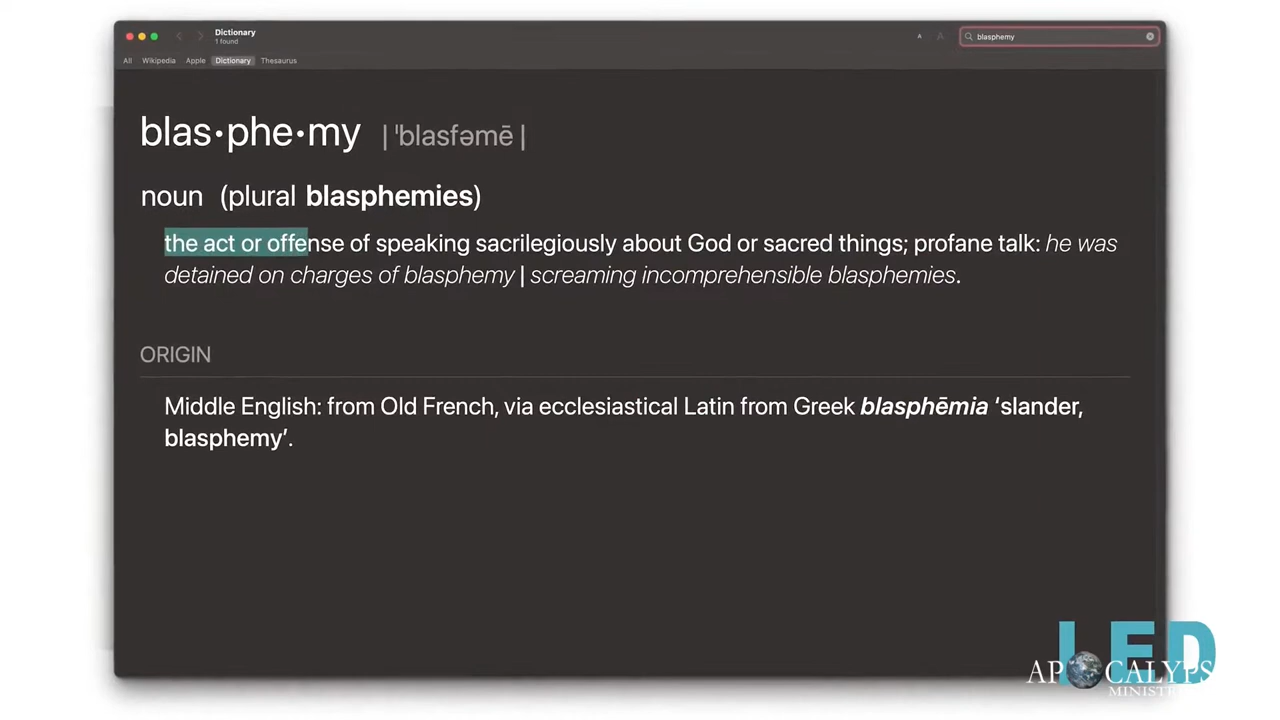 Dictionary
1 found
A A
blasphemy
All Wikipedia Apple Dictionary Thesaurus
blas•phe•my | ˈblasfəmē |
noun (plural blasphemies)
the act or offense of speaking sacrilegiously about God or sacred things; profane talk: he was
detained on charges of blasphemy | screaming incomprehensible blasphemies.
ORIGIN
Middle English: from Old French, via ecclesiastical Latin from Greek blasphēmia ‘slander,
blasphemy’.
LED